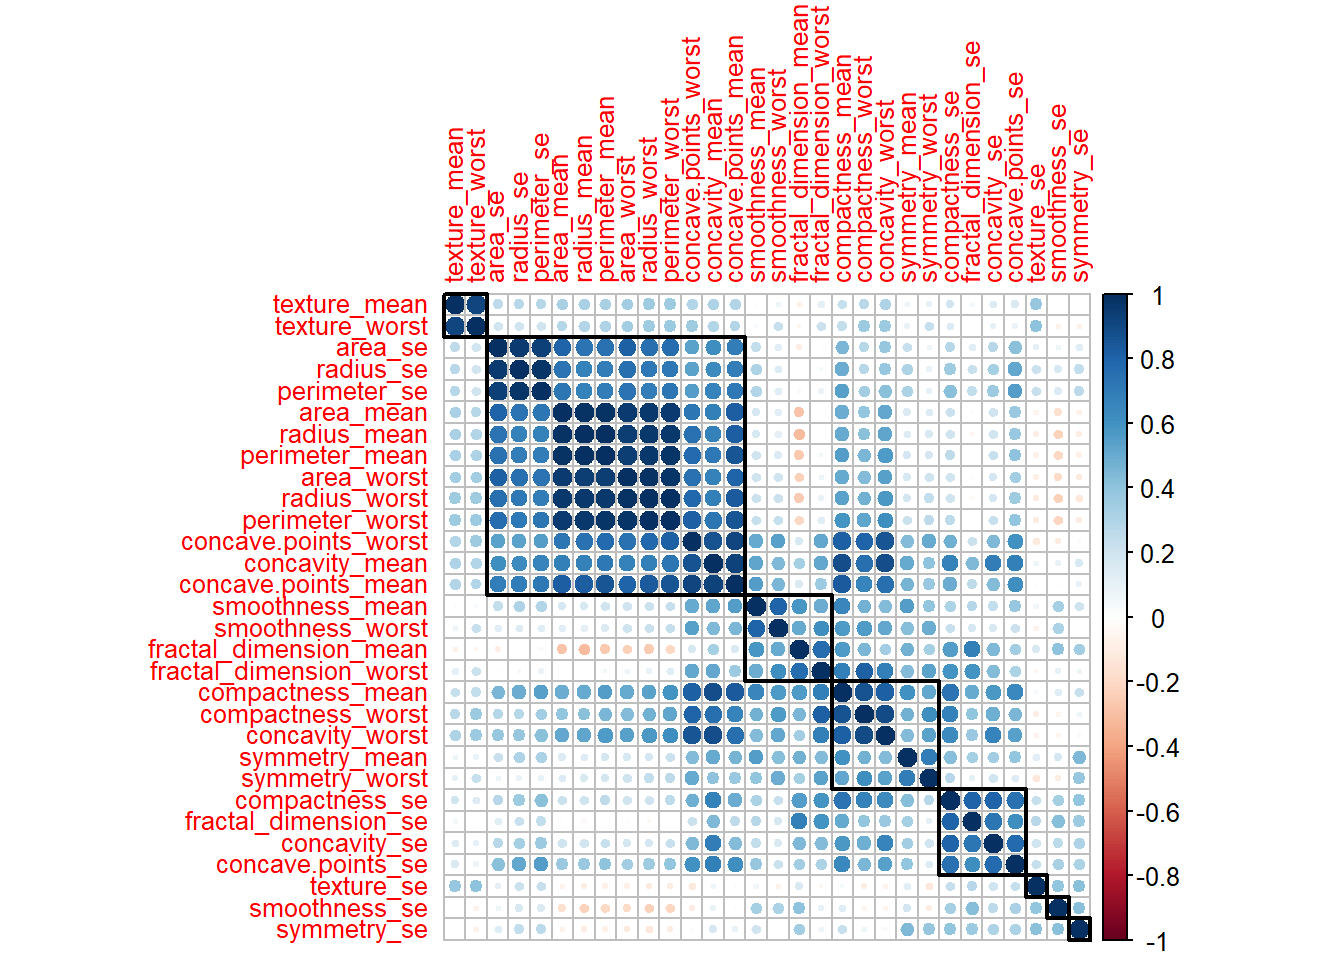 texture_mean
texture_worst
area_se
radius_se
perimeter_se
area_mean
radius_mean
perimeter_mean
area_worst
radius_worst
perimeter_worst
concave.points_worst
concavity_mean
concave.points_mean
smoothness_mean
smoothness_worst
fractal_dimension_mean
fractal_dimension_worst
compactness_mean
compactness_worst
concavity_worst
symmetry_mean
symmetry_worst
compactness_se
fractal_dimension_se
concavity_se
concave.points_se
texture_se
smoothness_se
symmetry_se
texture_mean
texture_worst
area_se
radius_se
perimeter_se
area_mean
radius_mean
perimeter_mean
area_worst
radius_worst
perimeter_worst
concave.points_worst
concavity_mean
concave.points_mean
smoothness_mean
smoothness_worst
fractal_dimension_mean
fractal_dimension_worst
compactness_mean
compactness_worst
concavity_worst
symmetry_mean
symmetry_worst
compactness_se
fractal_dimension_se
concavity_se
concave.points_se
texture_se
smoothness_se
symmetry_se
1
0.8
0.6
0.4
0.2
0
-0.2
-0.4
-0.6
-0.8
-1